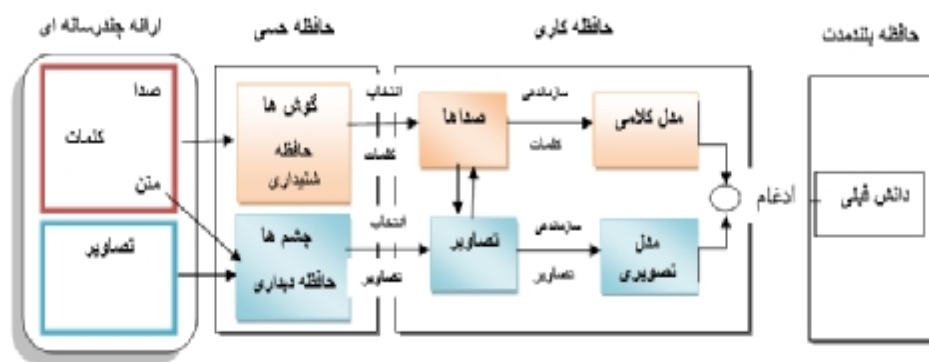 ارائه چندرسانه ای
حافظه حسی
حافظه کاری
حافظه بلندمدت
صدا
کلمات
متن
تصاویر
گوش ها
حافظه
شنیداری
چشم ها
حافظه دیداری
انتخاب
کلمات
انتخاب
تصاویر
صداها
تصاویر
سازماندهی
کلمات
سازماندهی
تصاویر
مدل کلامی
مدل
تصویری
ادغام
دانش قبلی